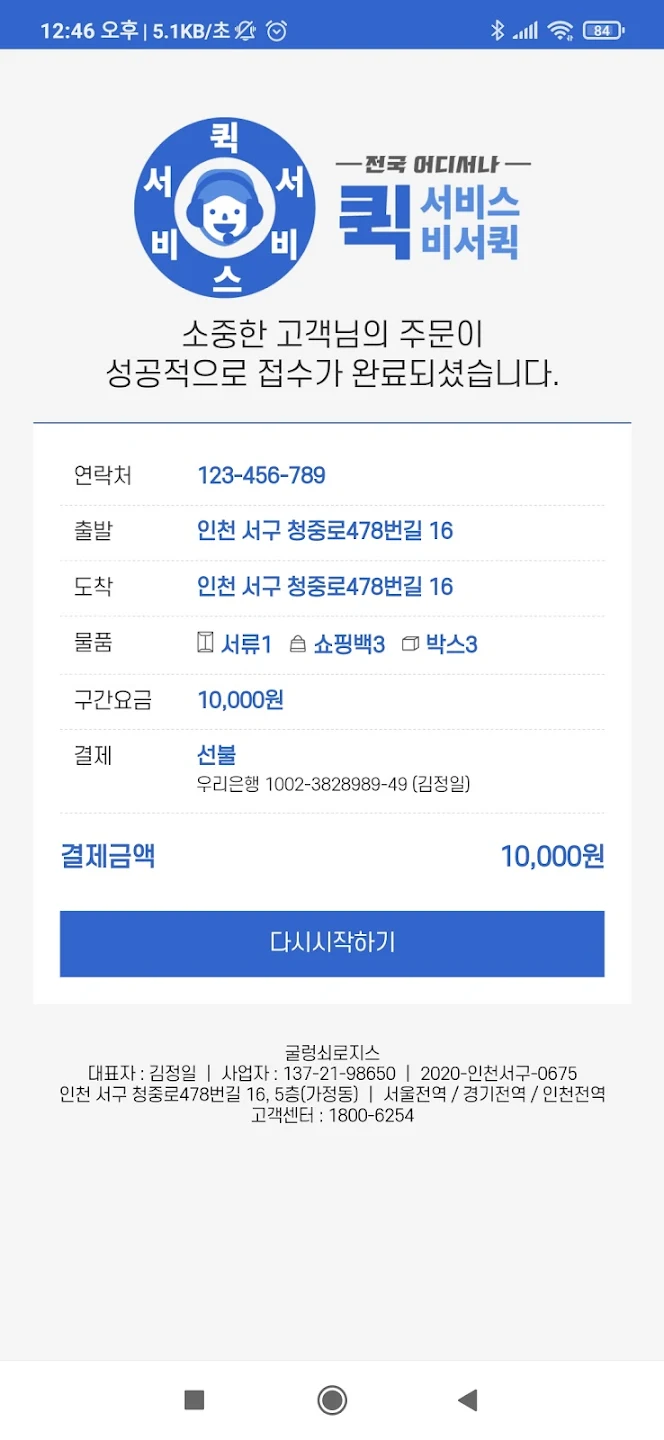 12:46 오후 | 5.1KB/초 84
퀵서비스
비서
전국 어디서나
퀵 서비스
비서퀵
소중한 고객님의 주문이
성공적으로 접수가 완료되셨습니다.
연락처 123-456-789
출발 인천 서구 청중로478번길 16
도착 인천 서구 청중로478번길 16
물품 서류1 쇼핑백3 박스3
구간요금 10,000원
결제 선불
우리은행 1002-3828989-49 (김정일)
결제금액 10,000원
다시시작하기
굴렁쇠로지스
대표자 : 김정일 | 사업자 : 137-21-98650 | 2020-인천서구-0675
인천 서구 청중로478번길 16, 5층(가정동) | 서울전역 / 경기전역 / 인천전역
고객센터 : 1800-6254